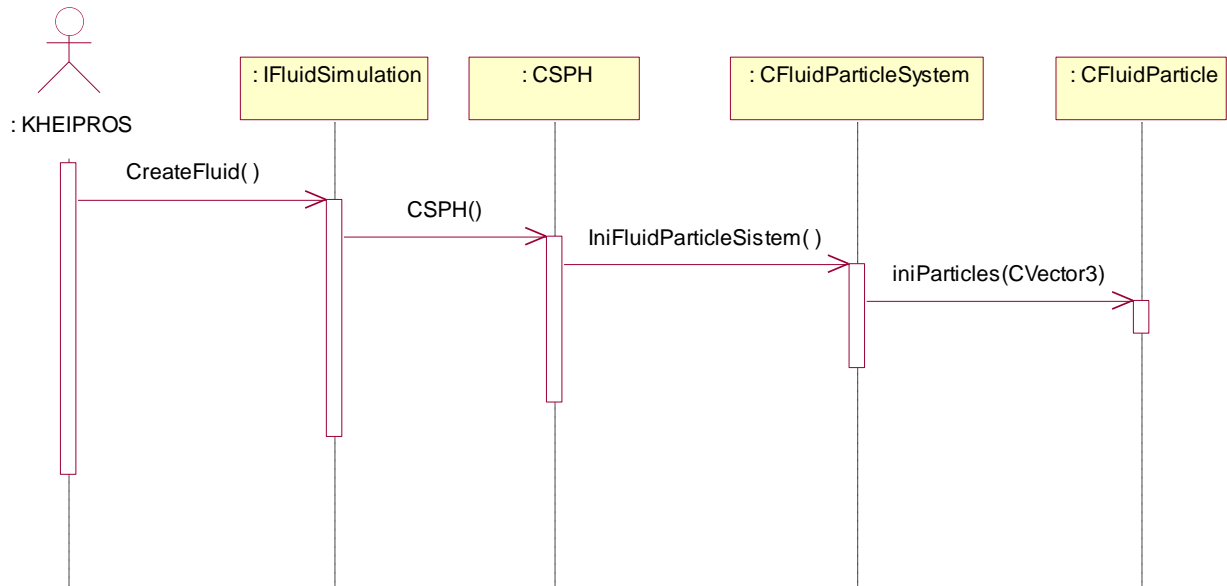 : IFluidSimulation
: CSPH
: CFluidParticleSystem
: CFluidParticle
: KHEIPROS
CreateFluid( )
CSPH()
IniFluidParticleSistem( )
iniParticles(CVector3)